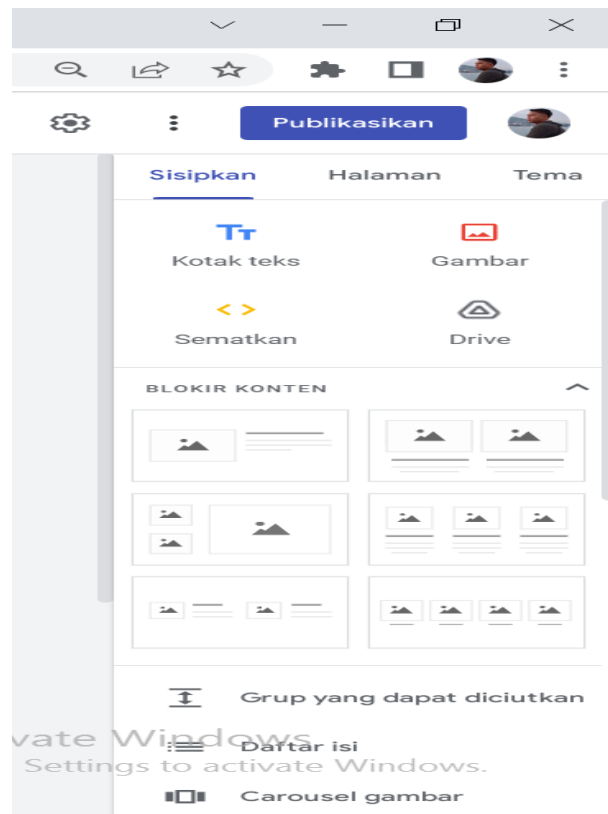 Publikasikan
Sisipkan Halaman Tema
Tт
Kotak teks Gambar
Sematkan Drive
BLOKIR KONTEN
Grup yang dapat diciutkan
vate Windows
Daftar isi
Settings to activate Windows.
Carousel gambar